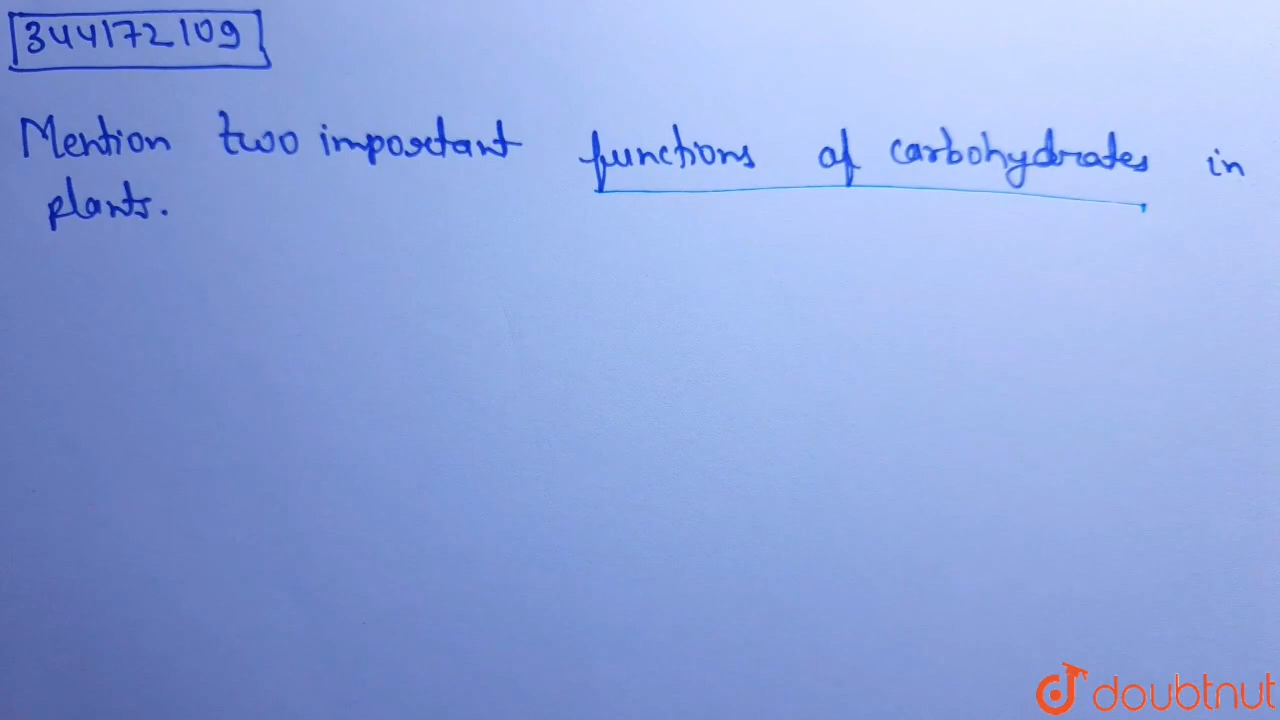 344172109
Mention two important functions of carbohydrates in
plants.
doubtnut